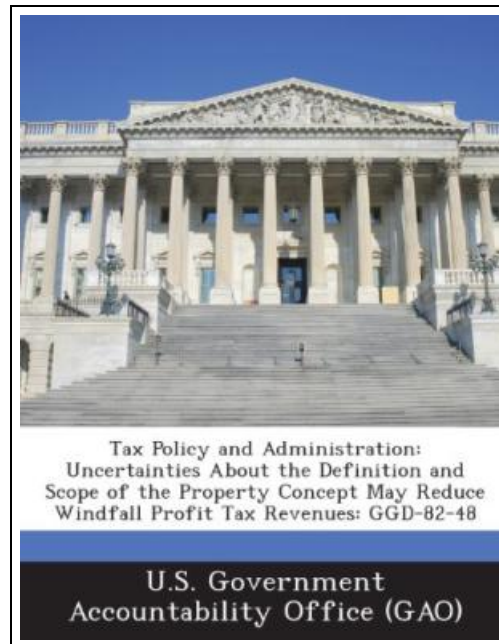 Tax Policy and Administration:
Uncertainties About the Definition and
Scope of the Property Concept May Reduce
Windfall Profit Tax Revenues: GGD-82-48
U.S. Government
Accountability Office (GAO)